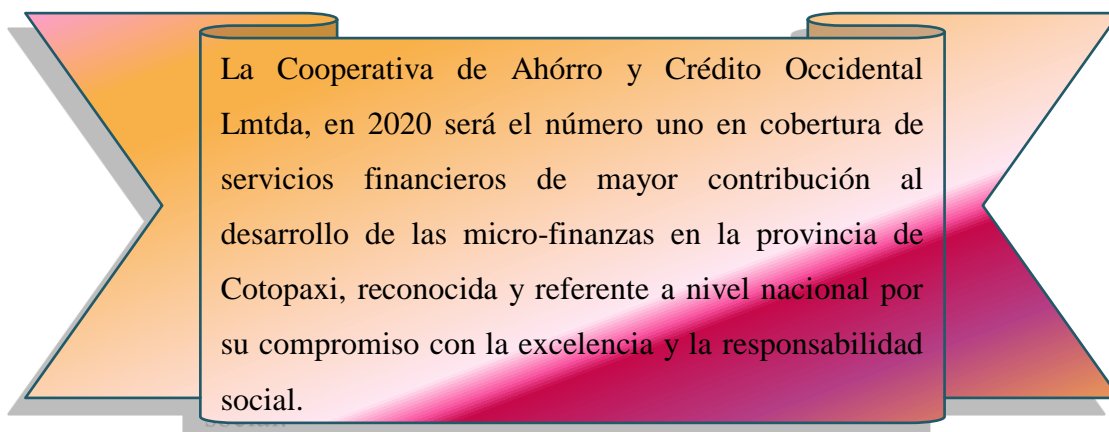 La Cooperativa de Ahórro y Crédito Occidental
Lmtda, en 2020 será el número uno en cobertura de
servicios financieros de mayor contribución al
desarrollo de las micro-finanzas en la provincia de
Cotopaxi, reconocida y referente a nivel nacional por
su compromiso con la excelencia y la responsabilidad
social.